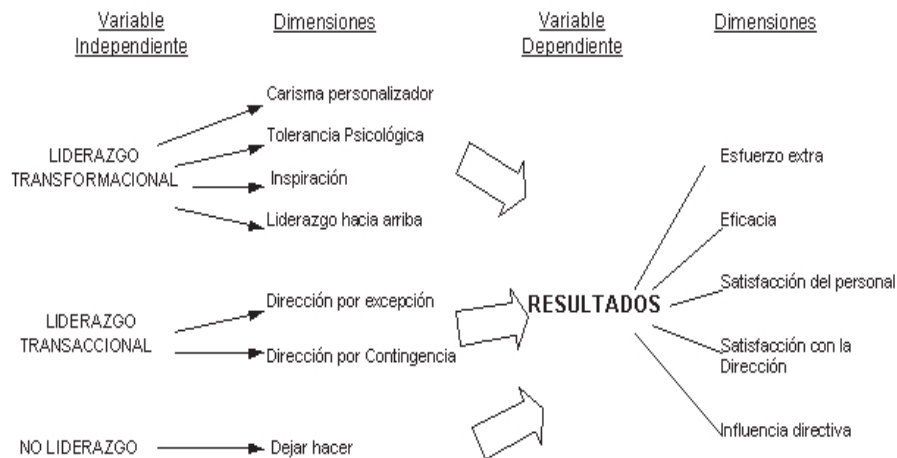 Variable
Independiente
Dimensiones
Variable
Dependiente
Dimensiones
LIDERAZGO
TRANSFORMACIONAL
Carisma personalizador
Tolerancia Psicológica
Inspiración
Liderazgo hacia arriba
LIDERAZGO
TRANSACCIONAL
Dirección por excepción
Dirección por Contingencia
NO LIDERAZGO
Dejar hacer
RESULTADOS
Esfuerzo extra
Eficacia
Satisfacción del personal
Satisfacción con la
Dirección
Influencia directiva